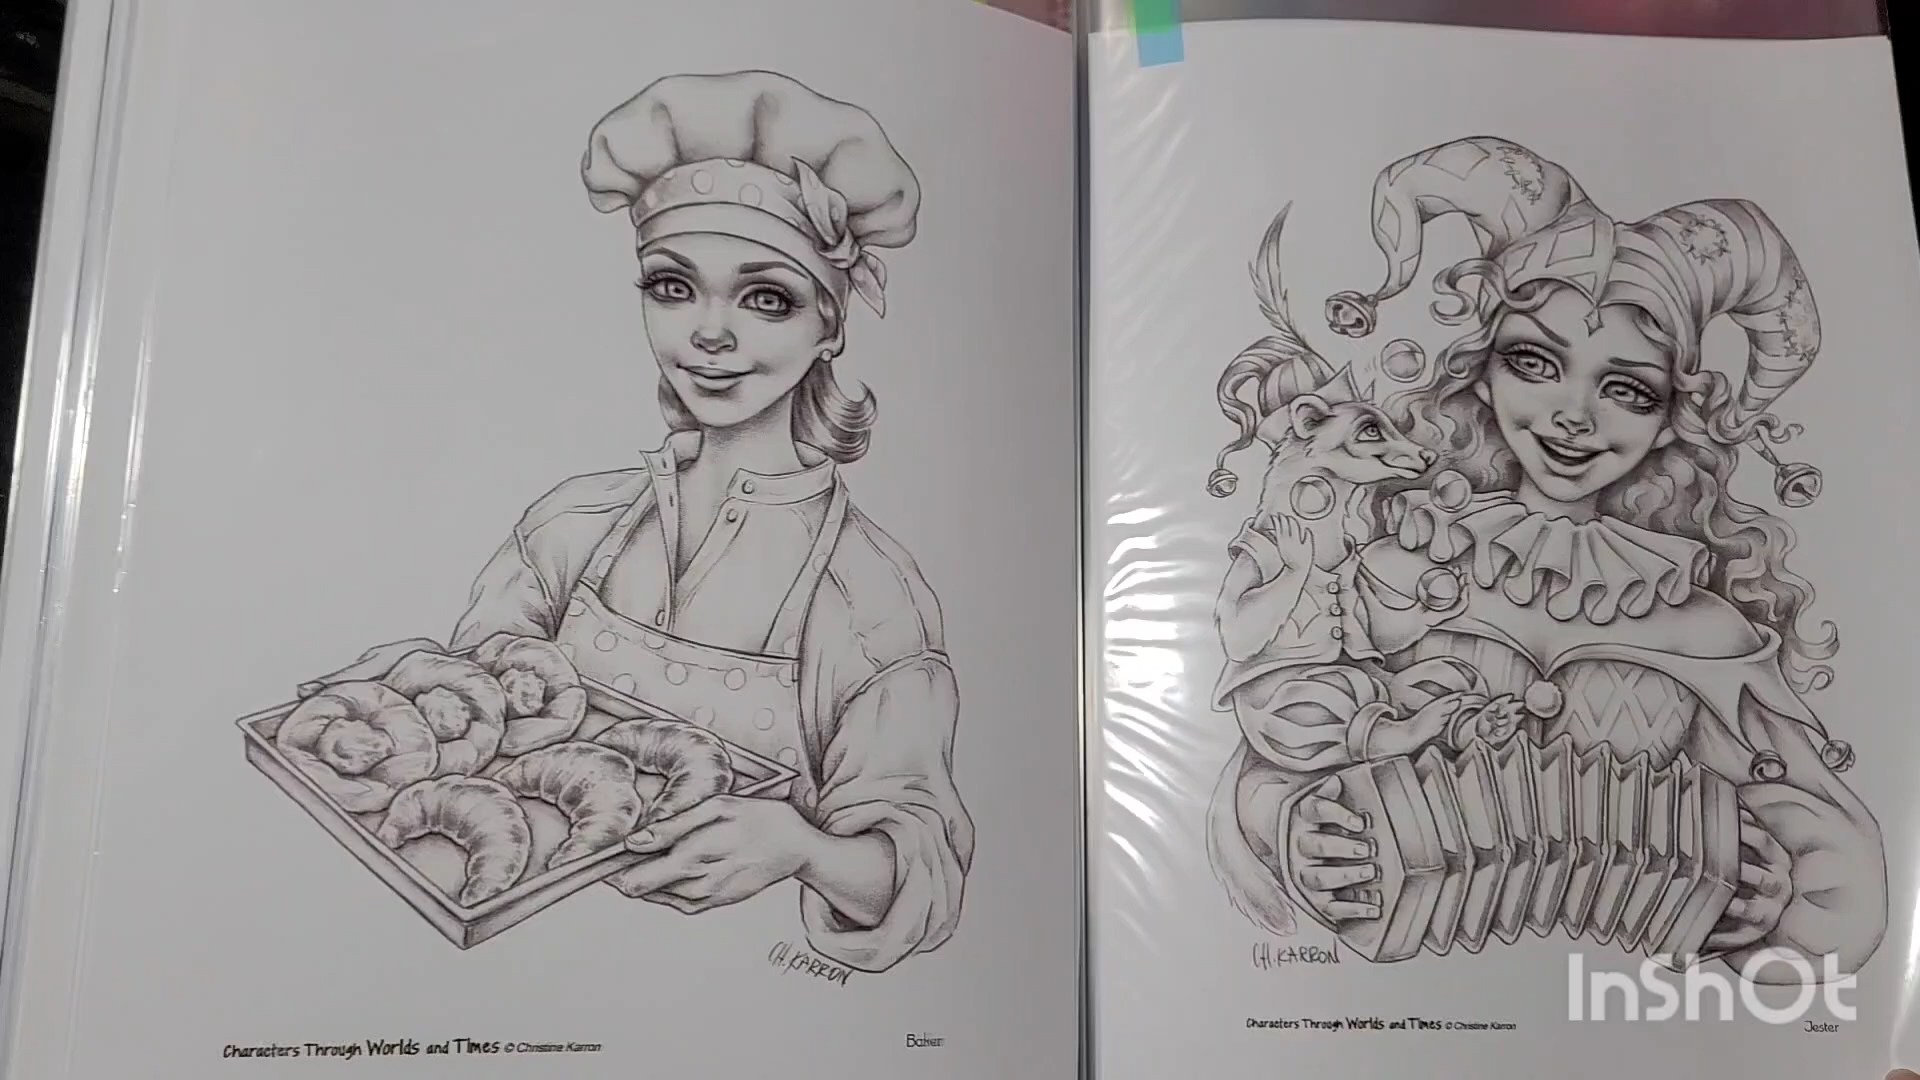 CH. KARRON
Characters Through Worlds and Times © Christine Karron
Baker
CH. KARRON
Characters Through Worlds and Times © Christine Karron
Jester
InShOt